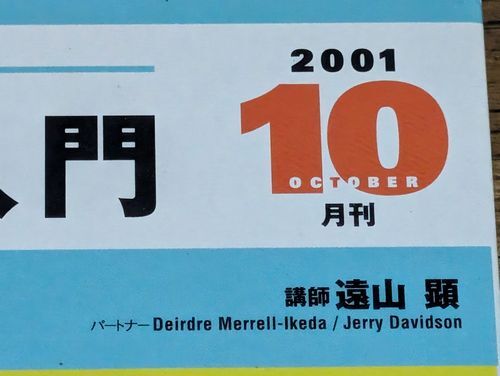 2001
10
OCTOBER
月刊
門
講師 遠山 顕
パートナー Deirdre Merrell-Ikeda / Jerry Davidson